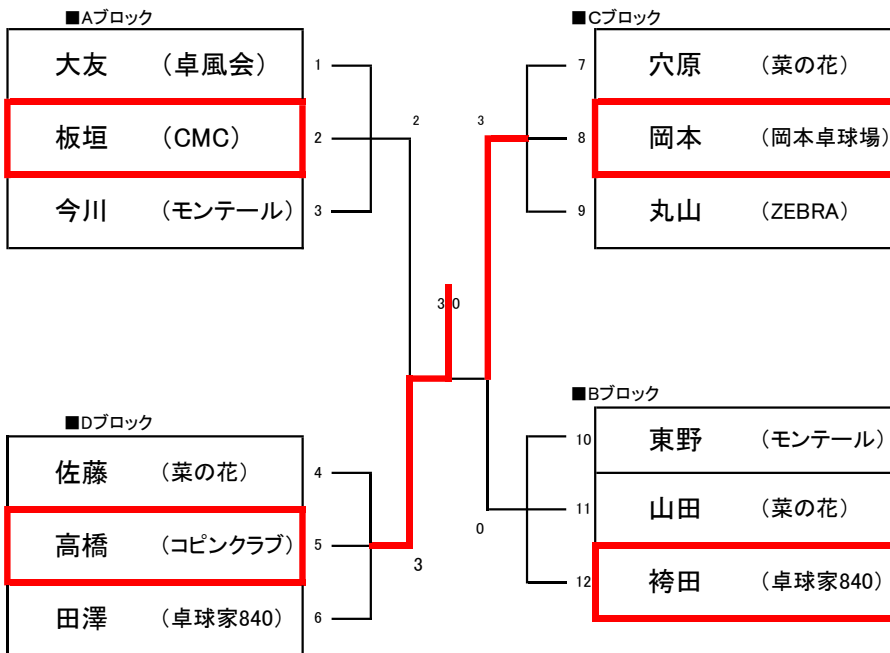 ■Aブロック
大友 （卓風会） 1
板垣 （CMC） 2
今川 （モンテール） 3
2
■Cブロック
7 穴原 （菜の花）
8 岡本 （岡本卓球場）
9 丸山 （ZEBRA）
3
3 0
■Dブロック
佐藤 （菜の花） 4
高橋 （コピンクラブ） 5
田澤 （卓球家840） 6
3
■Bブロック
10 東野 （モンテール）
11 山田 （菜の花）
12 袴田 （卓球家840）
0